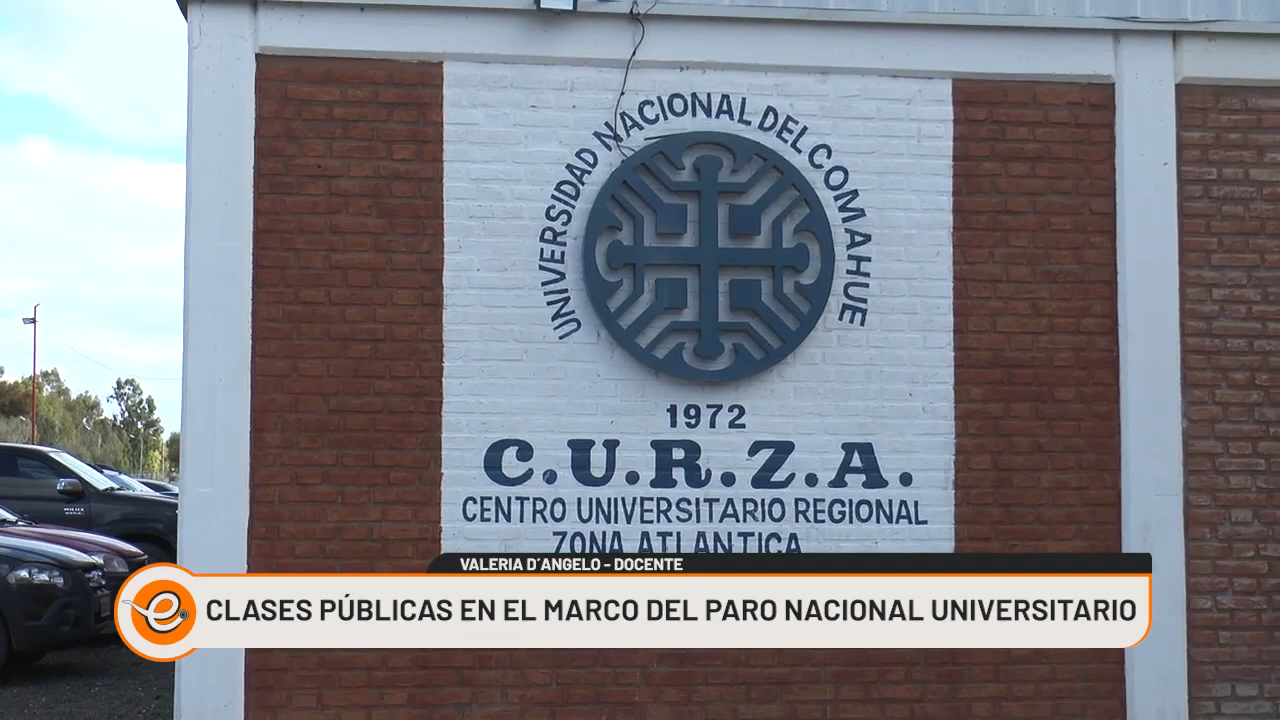 UNIVERSIDAD NACIONAL DEL COMAHUE
1972
C.U.R.Z.A.
CENTRO UNIVERSITARIO REGIONAL
ZONA ATLANTICA
VALERIA D´ANGELO - DOCENTE
CLASES PÚBLICAS EN EL MARCO DEL PARO NACIONAL UNIVERSITARIO